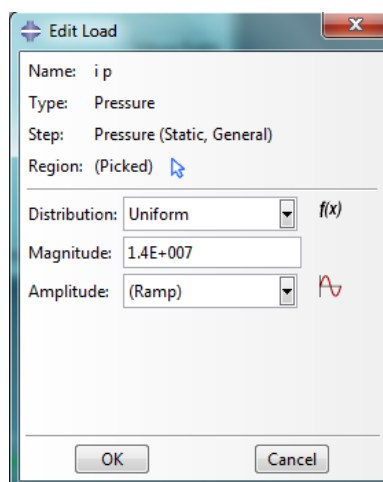 Edit Load
Name: i p
Type: Pressure
Step: Pressure (Static, General)
Region: (Picked)
Distribution: Uniform f(x)
Magnitude: 1.4E+007
Amplitude: (Ramp)
OK Cancel